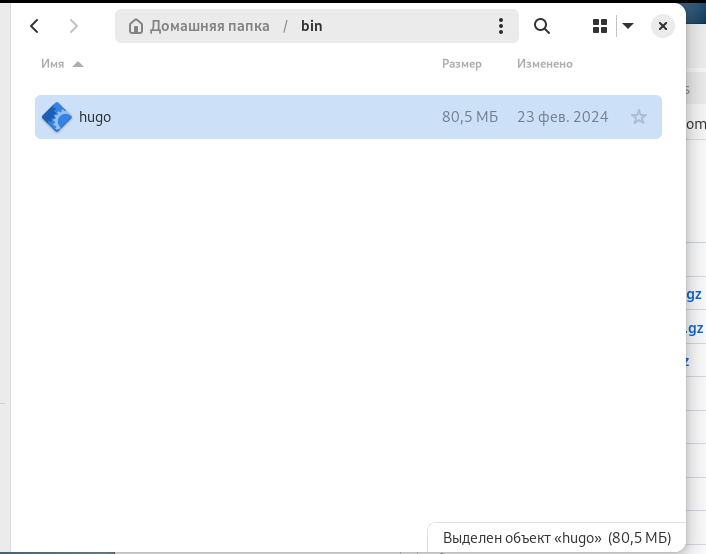 Домашняя папка / bin
Имя Размер Изменено
hugo 80,5 МБ 23 фев. 2024
s
om
gz
.gz
z
Выделен объект «hugo» (80,5 МБ)